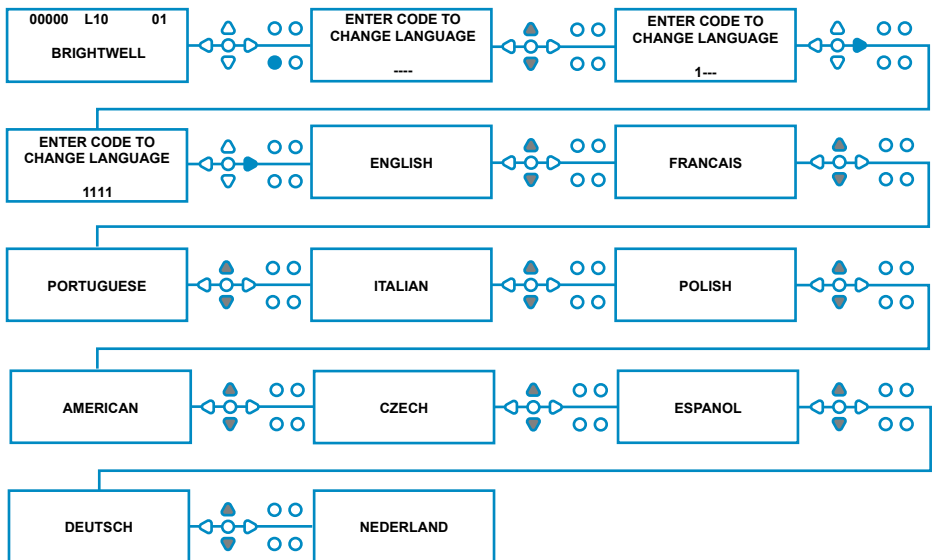 00000 L10 01
BRIGHTWELL
ENTER CODE TO
CHANGE LANGUAGE
----
ENTER CODE TO
CHANGE LANGUAGE
1---
ENTER CODE TO
CHANGE LANGUAGE
1111
ENGLISH
FRANCAIS
PORTUGUESE
ITALIAN
POLISH
AMERICAN
CZECH
ESPANOL
DEUTSCH
NEDERLAND